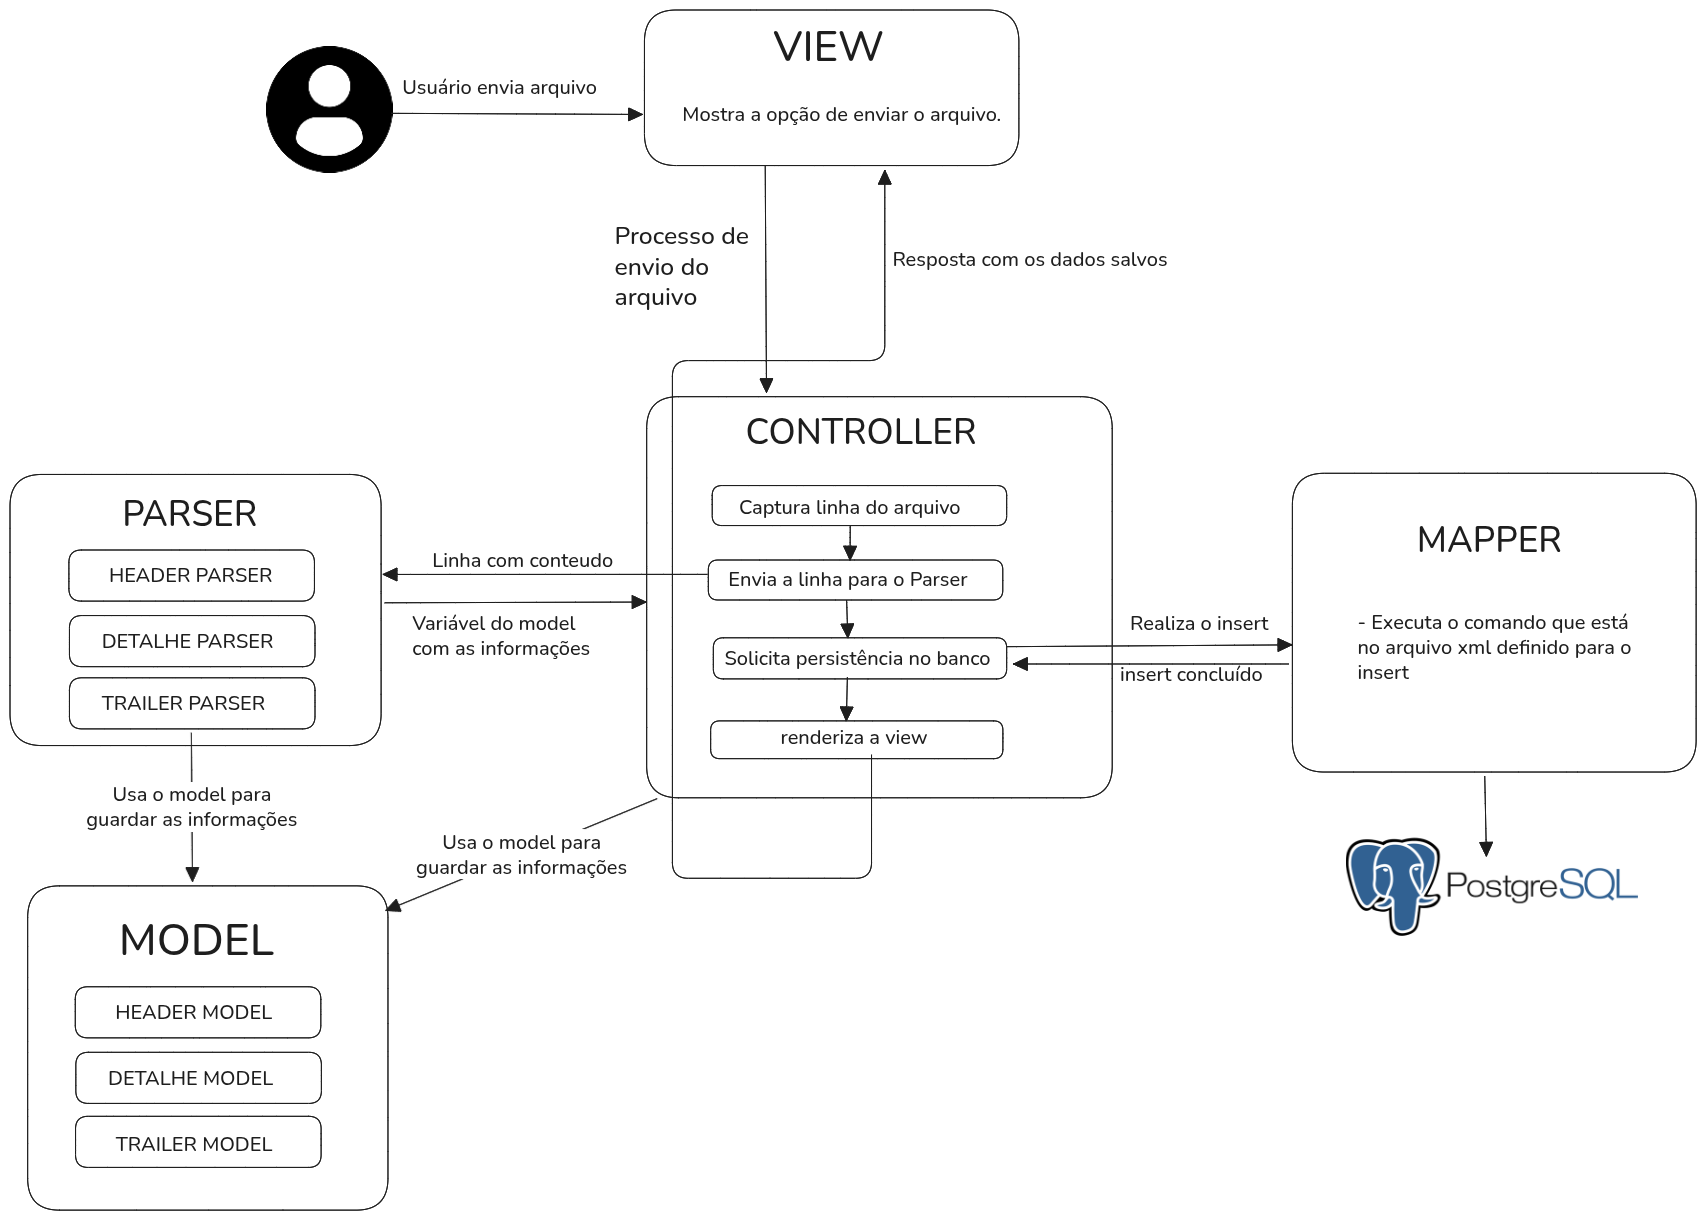 VIEW
Usuário envia arquivo
Mostra a opção de enviar o arquivo.
Processo de
envio do
arquivo
Resposta com os dados salvos
CONTROLLER
Captura linha do arquivo
Envia a linha para o Parser
Solicita persistência no banco
renderiza a view
PARSER
HEADER PARSER
DETALHE PARSER
TRAILER PARSER
Linha com conteudo
Variável do model
com as informações
Realiza o insert
insert concluído
MAPPER
- Executa o comando que está
no arquivo xml definido para o
insert
Usa o model para
guardar as informações
Usa o model para
guardar as informações
PostgreSQL
MODEL
HEADER MODEL
DETALHE MODEL
TRAILER MODEL